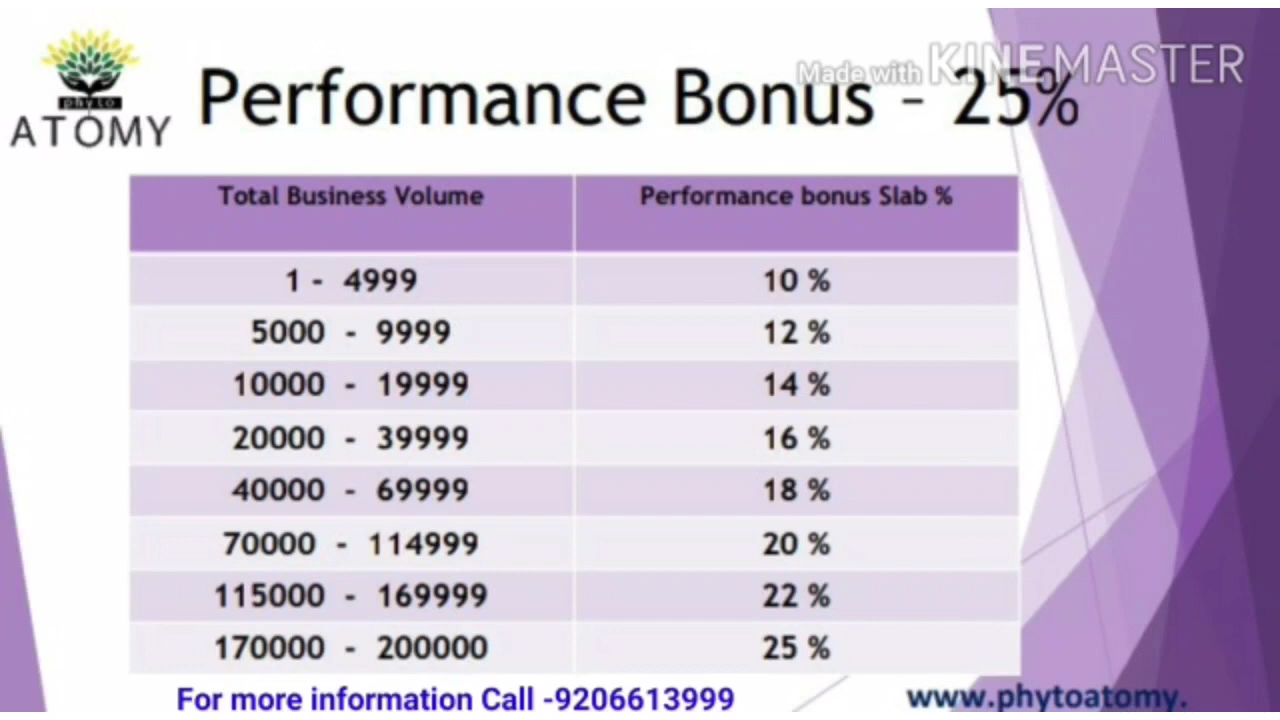 phyto
ATOMY
Performance Bonus - 25%
Made with KINEMASTER
Total Business Volume Performance bonus Slab %
1 - 4999 10 %
5000 - 9999 12 %
10000 - 19999 14 %
20000 - 39999 16 %
40000 - 69999 18 %
70000 - 114999 20 %
115000 - 169999 22 %
170000 - 200000 25 %
For more information Call -9206613999
www.phytoatomy.